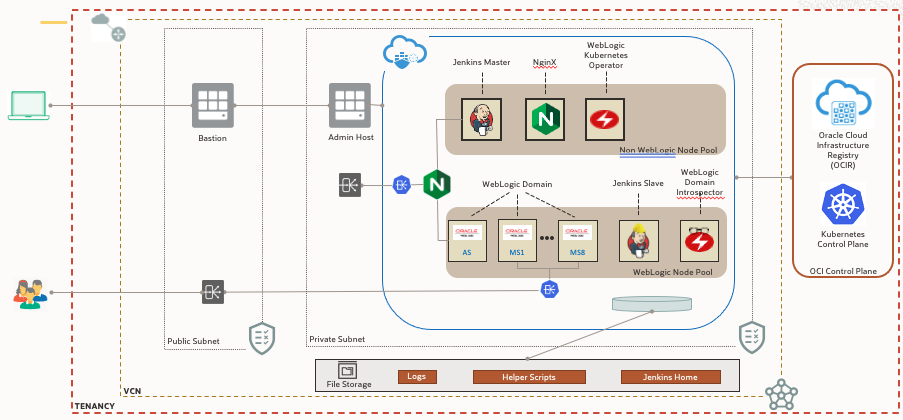 WebLogic
Kubernetes
Operator
Jenkins Master
NginX
Bastion
Admin Host
Non WebLogic Node Pool
Oracle Cloud
Infrastructure
Registry
(OCIR)
WebLogic Domain
Jenkins Slave
WebLogic
Domain
Introspector
Kubernetes
Control Plane
ORACLE
ORACLE
ORACLE
AS
MS1
MS8
WebLogic Node Pool
OCI Control Plane
Public Subnet
Private Subnet
File Storage
Logs
Helper Scripts
Jenkins Home
VCN
TENANCY